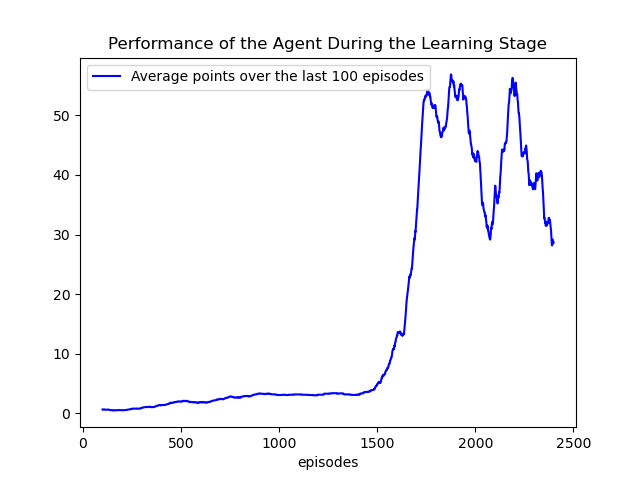 Performance of the Agent During the Learning Stage
Average points over the last 100 episodes
50
40
30
20
10
0
0 500 1000 1500 2000 2500
episodes